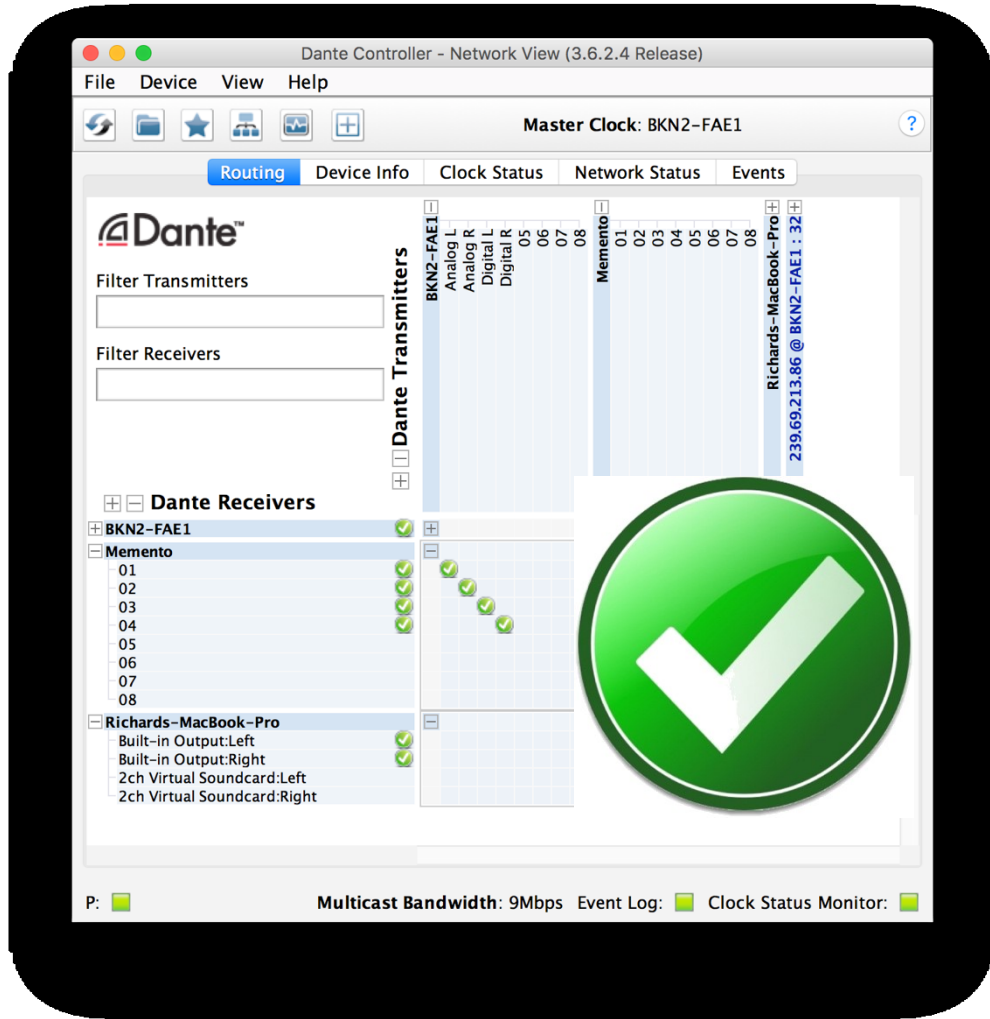 Dante Controller - Network View (3.6.2.4 Release)
File Device View Help
Master Clock: BKN2-FAE1
?
Routing Device Info Clock Status Network Status Events
Dante™
Filter Transmitters
Filter Receivers
Dante Transmitters
BKN2-FAE1
Analog L
Analog R
Digital L
Digital R
05
06
07
08
Memento
01
02
03
04
05
06
07
08
Richards-MacBook-Pro
239.69.213.86 @ BKN2-FAE1 : 32
Dante Receivers
BKN2-FAE1
Memento
01
02
03
04
05
06
07
08
Richards-MacBook-Pro
Built-in Output:Left
Built-in Output:Right
2ch Virtual Soundcard:Left
2ch Virtual Soundcard:Right
P: Multicast Bandwidth: 9Mbps Event Log: Clock Status Monitor: